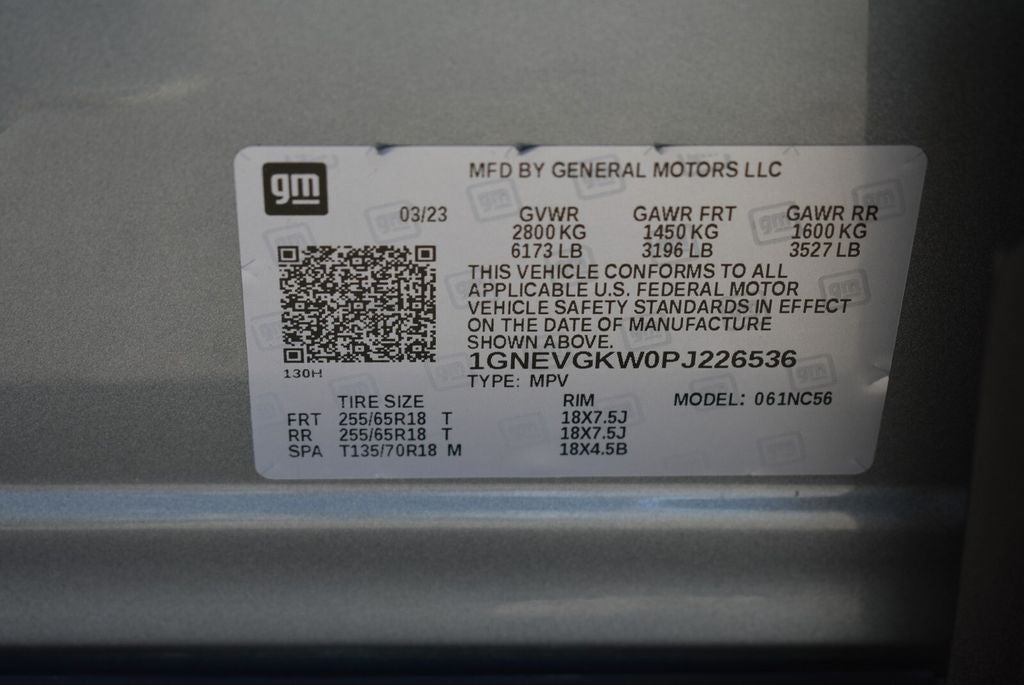 gm
MFD BY GENERAL MOTORS LLC
03/23 GVWR GAWR FRT GAWR RR
2800 KG 1450 KG 1600 KG
6173 LB 3196 LB 3527 LB
THIS VEHICLE CONFORMS TO ALL
APPLICABLE U.S. FEDERAL MOTOR
VEHICLE SAFETY STANDARDS IN EFFECT
ON THE DATE OF MANUFACTURE
SHOWN ABOVE.
1GNEVGKW0PJ226536
130H
TYPE: MPV
TIRE SIZE RIM MODEL: 061NC56
FRT 255/65R18 T 18X7.5J
RR 255/65R18 T 18X7.5J
SPA T135/70R18 M 18X4.5B